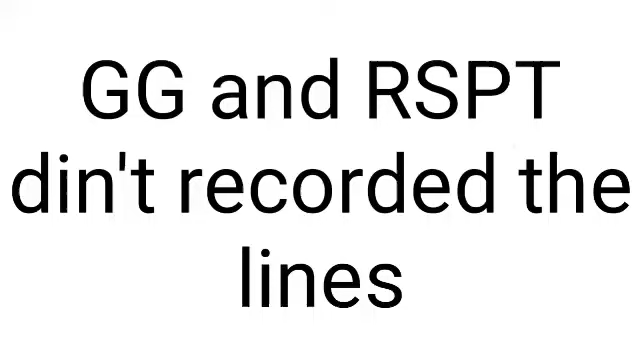 GG and RSPT
din't recorded the
lines